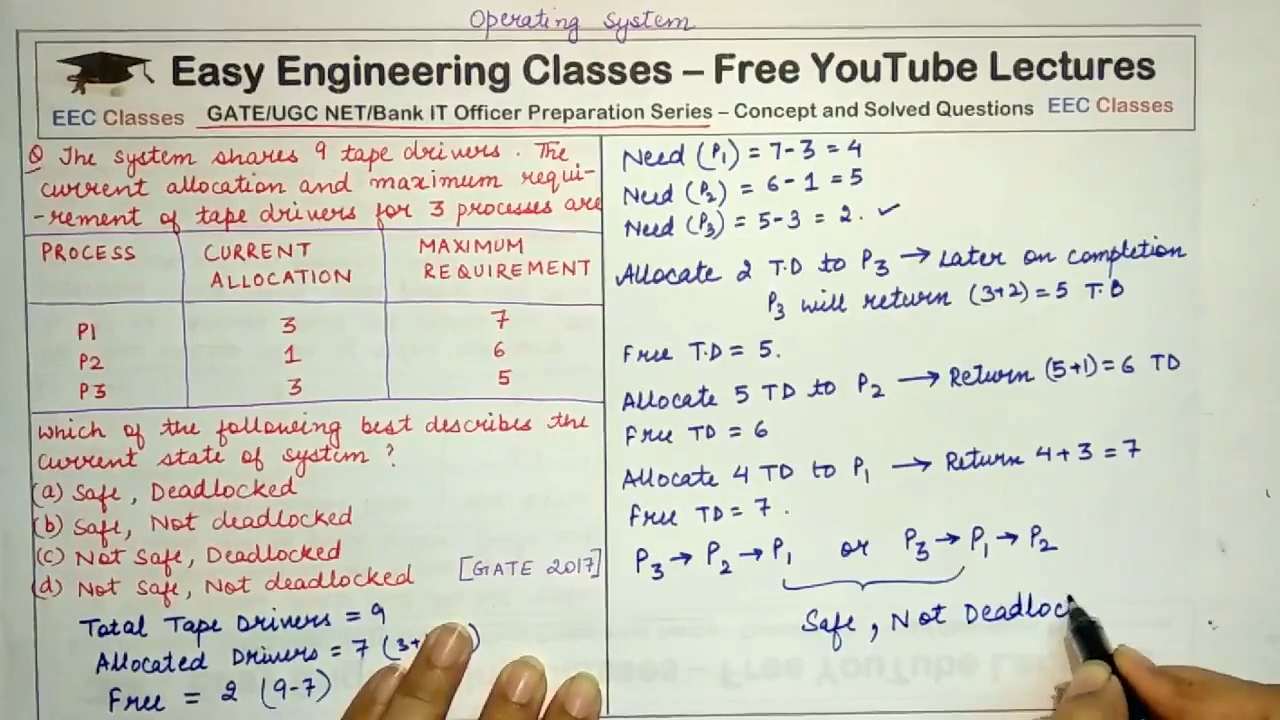 Operating System
Easy Engineering Classes – Free YouTube Lectures
EEC Classes GATE/UGC NET/Bank IT Officer Preparation Series – Concept and Solved Questions EEC Classes
Q The system shares 9 tape drivers. The
current allocation and maximum requi-
-rement of tape drivers for 3 processes are
PROCESS CURRENT ALLOCATION MAXIMUM REQUIREMENT
P1 3 7
P2 1 6
P3 3 5
Which of the following best describes the
current state of system?
(a) Safe, Deadlocked
(b) Safe, Not deadlocked
(c) Not Safe, Deadlocked
(d) Not Safe, Not deadlocked
[GATE 2017]
Total Tape Drivers = 9
Allocated Drivers = 7 (3+
Free = 2 (9-7)
Need (P1) = 7-3 = 4
Need (P2) = 6-1 = 5
Need (P3) = 5-3 = 2. ✓
Allocate 2 T.D to P3 → Later on completion
P3 will return (3+2) = 5 T.D
Free T.D = 5.
Allocate 5 TD to P2 → Return (5+1) = 6 TD
Free TD = 6
Allocate 4 TD to P1 → Return 4+3 = 7
Free TD = 7.
P3 → P2 → P1 or P3 → P1 → P2
Safe, Not Deadloc